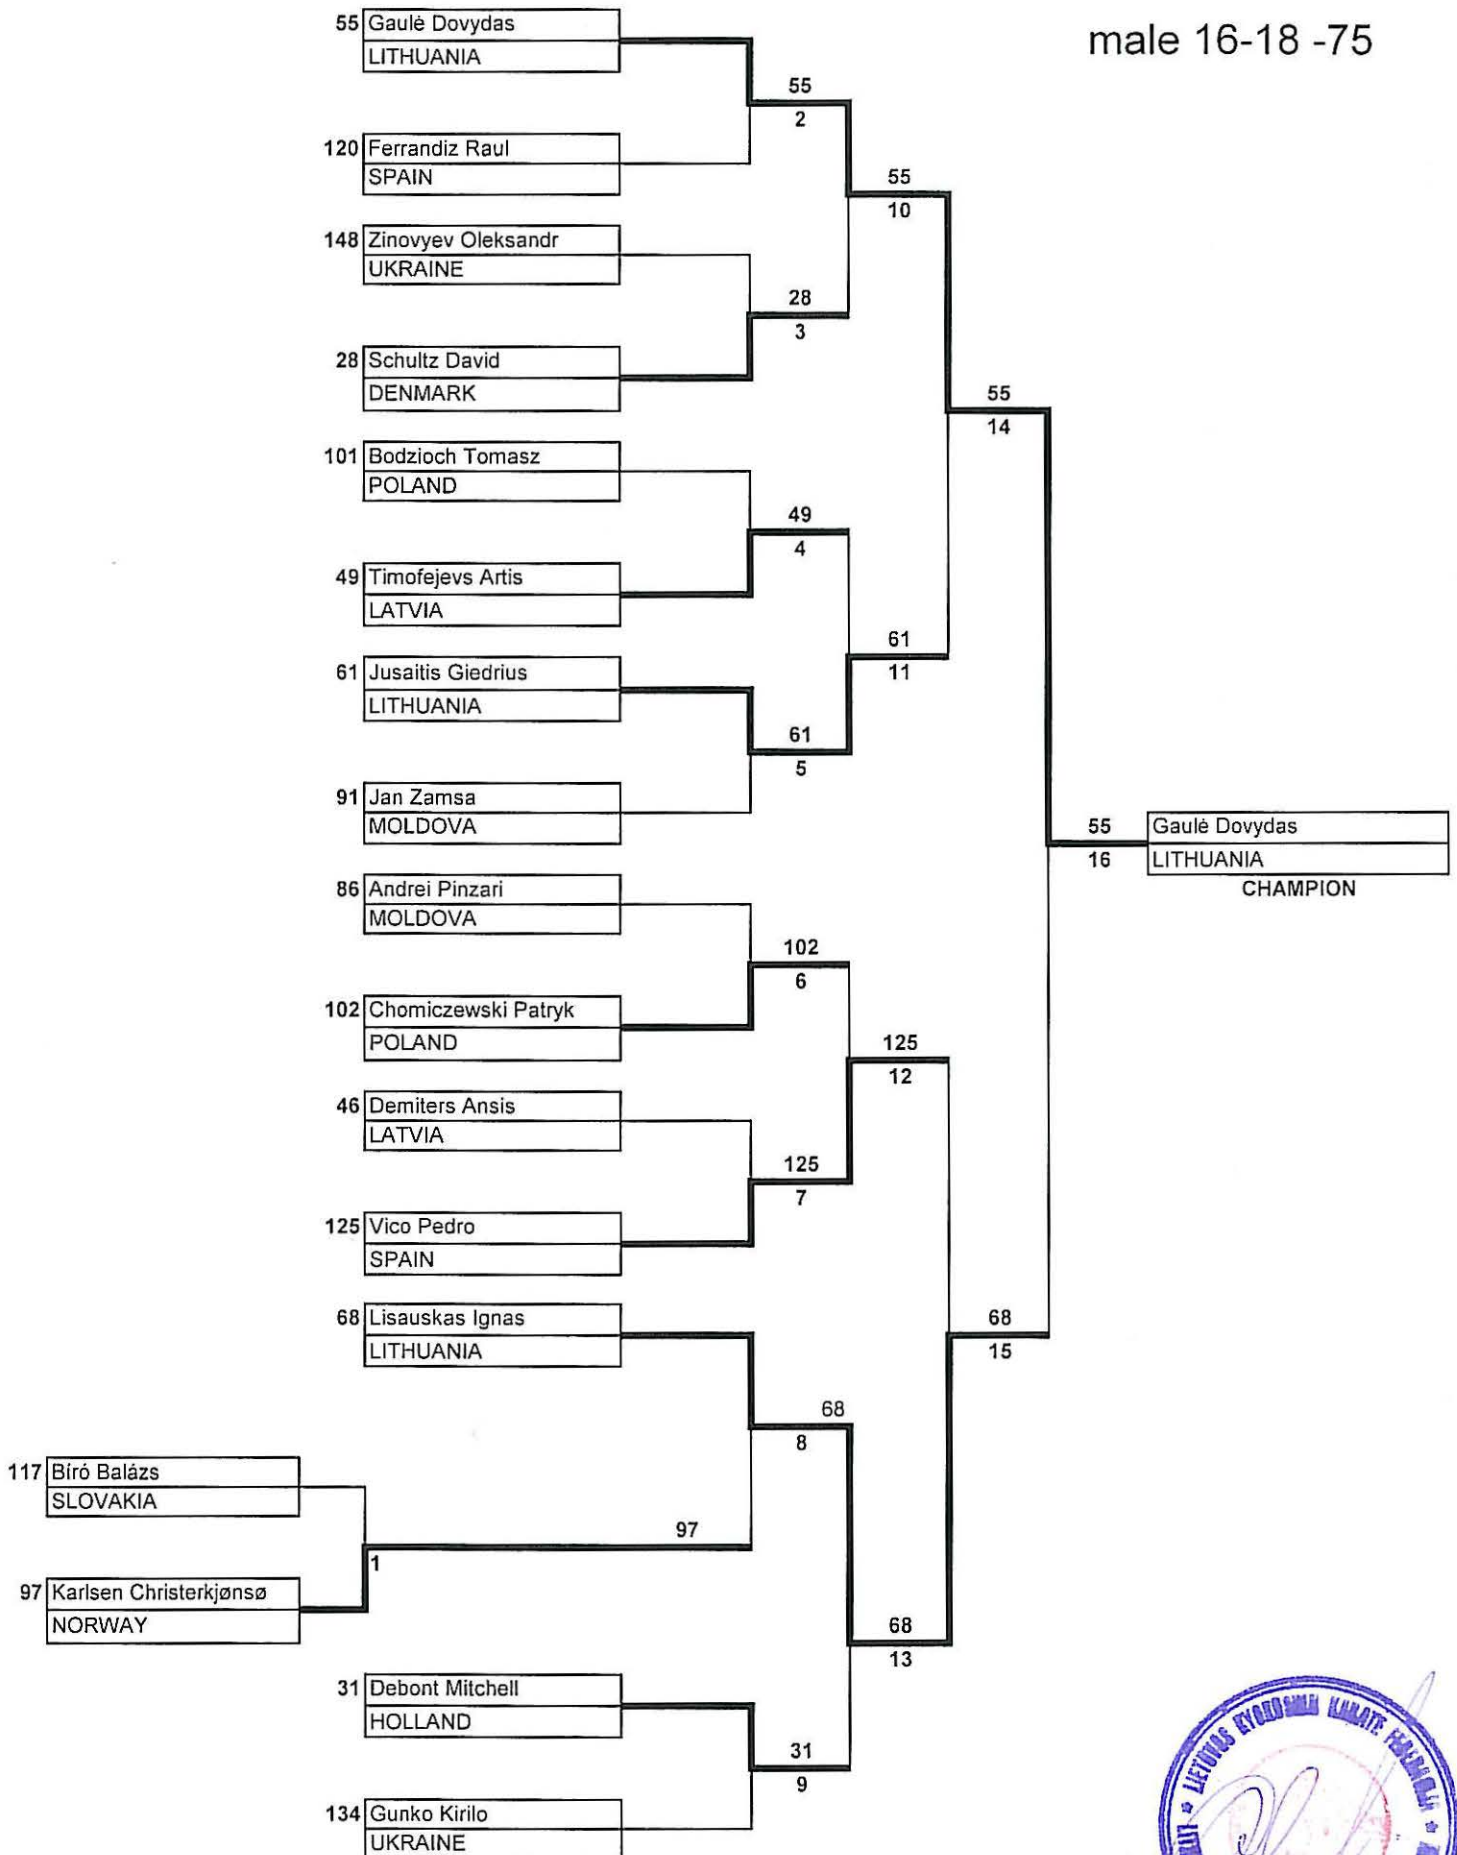 male 16-18 -75
55 Gaulė Dovydas
LITHUANIA
55
2
120 Ferrandiz Raul
SPAIN
55
10
148 Zinovyev Oleksandr
UKRAINE
28
3
28 Schultz David
DENMARK
55
14
101 Bodzioch Tomasz
POLAND
49
4
49 Timofejevs Artis
LATVIA
61
11
61 Jusaitis Giedrius
LITHUANIA
61
5
91 Jan Zamsa
MOLDOVA
55 Gaulė Dovydas
16 LITHUANIA
CHAMPION
86 Andrei Pinzari
MOLDOVA
102
6
102 Chomiczewski Patryk
POLAND
125
12
46 Demiters Ansis
LATVIA
125
7
125 Vico Pedro
SPAIN
68 Lisauskas Ignas
LITHUANIA
68
15
68
8
117 Bíró Balázs
SLOVAKIA
97
1
97 Karlsen Christerkjønsø
NORWAY
68
13
31 Debont Mitchell
HOLLAND
31
9
134 Gunko Kirilo
UKRAINE
LIETUVOS KYOKUSHIN KARATE FEDERACIJA